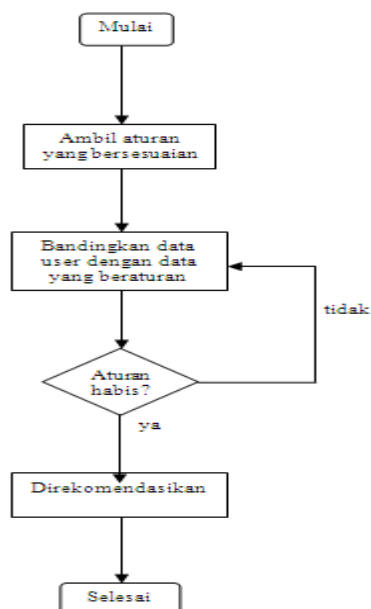 Mulai
Ambil aturan
yang bersesuaian
Bandingkan data
user dengan data
yang beraturan
tidak
Aturan
habis?
ya
Direkomendasikan
Selesai